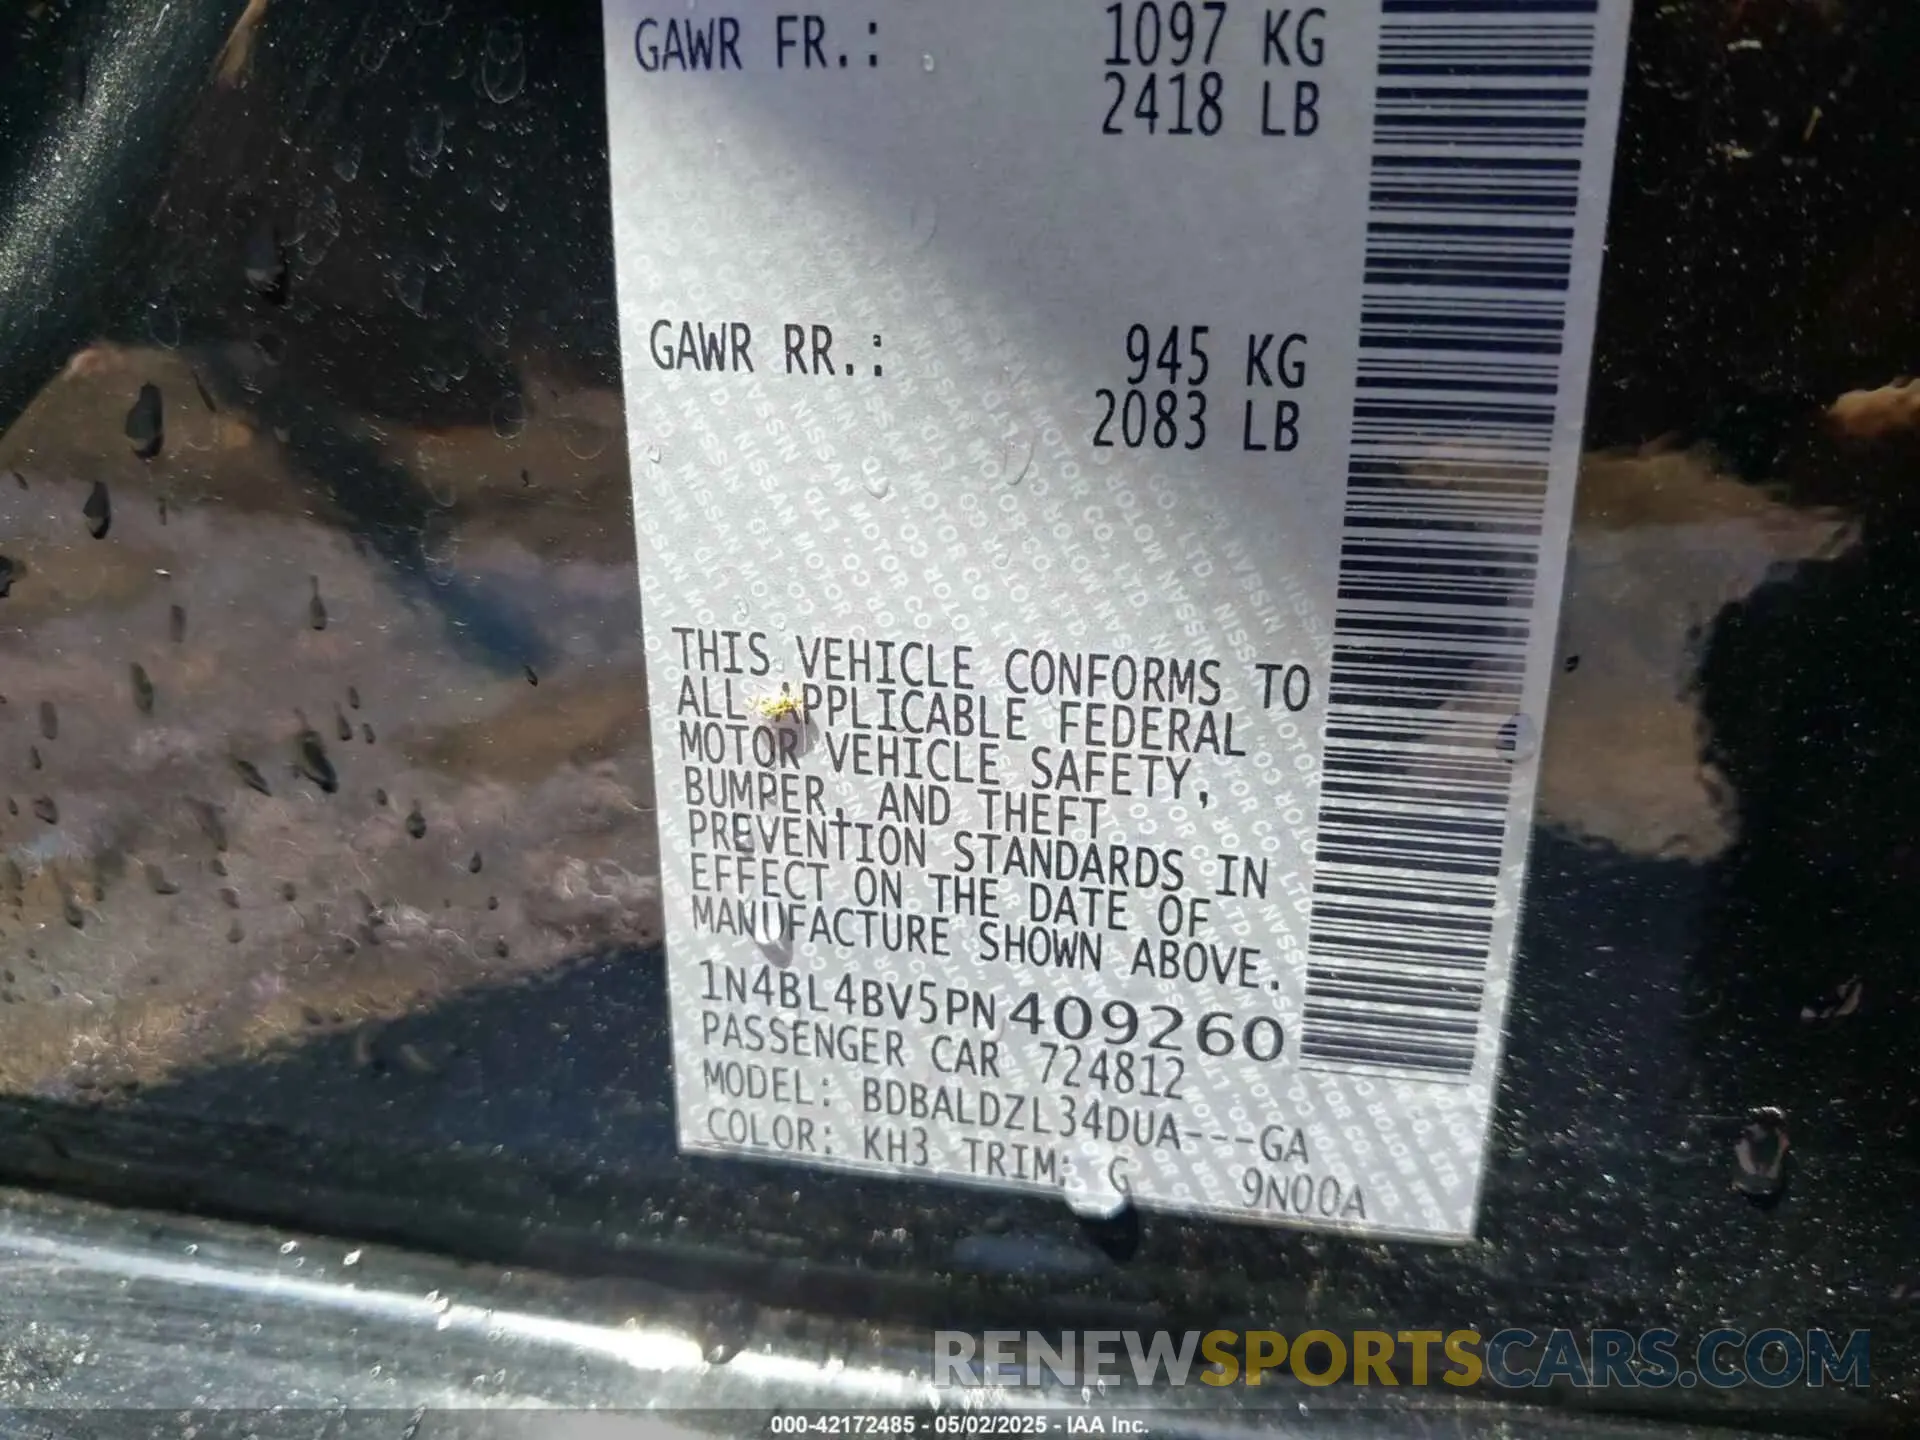 GAWR FR.: 1097 KG
2418 LB
GAWR RR.: 945 KG
2083 LB
THIS VEHICLE CONFORMS TO
ALL APPLICABLE FEDERAL
MOTOR VEHICLE SAFETY,
BUMPER, AND THEFT
PREVENTION STANDARDS IN
EFFECT ON THE DATE OF
MANUFACTURE SHOWN ABOVE.
1N4BL4BV5PN409260
PASSENGER CAR 724812
MODEL: BDBALDZL34DUA---GA
COLOR: KH3 TRIM: G 9N00A
RENEWSPORTSCARS.COM
000-42172485 - 05/02/2025 - IAA Inc.